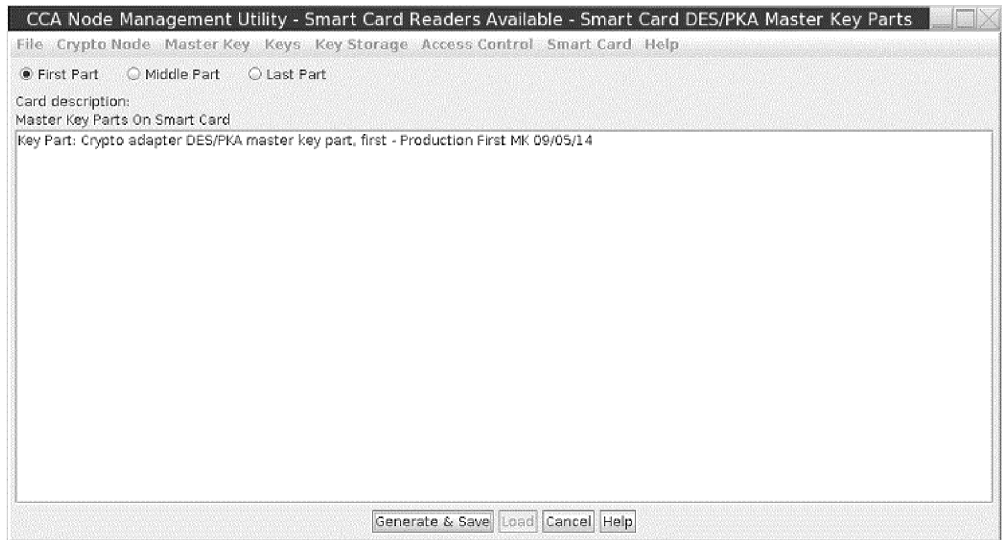 CCA Node Management Utility - Smart Card Readers Available - Smart Card DES/PKA Master Key Parts
File Crypto Node Master Key Keys Key Storage Access Control Smart Card Help
First Part Middle Part Last Part
Card description:
Master Key Parts On Smart Card
Key Part: Crypto adapter DES/PKA master key part, first - Production First MK 09/05/14
Generate & Save Load Cancel Help